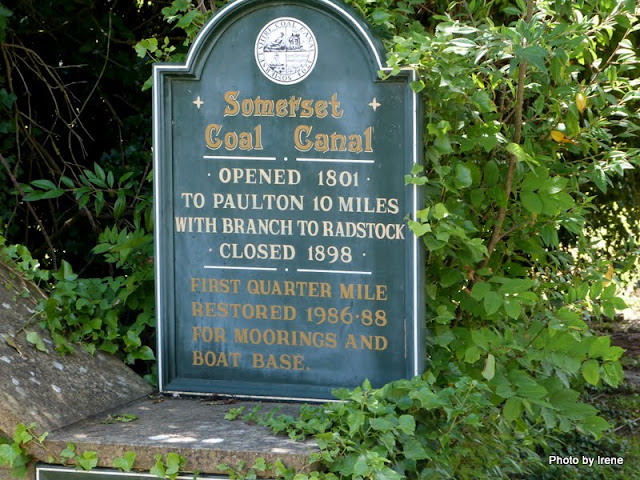 Somerset
Coal Canal
· OPENED 1801 ·
TO PAULTON 10 MILES
WITH BRANCH TO RADSTOCK
· CLOSED 1898 ·
FIRST QUARTER MILE
RESTORED 1986·88
FOR MOORINGS AND
BOAT BASE.
Photo by Irene